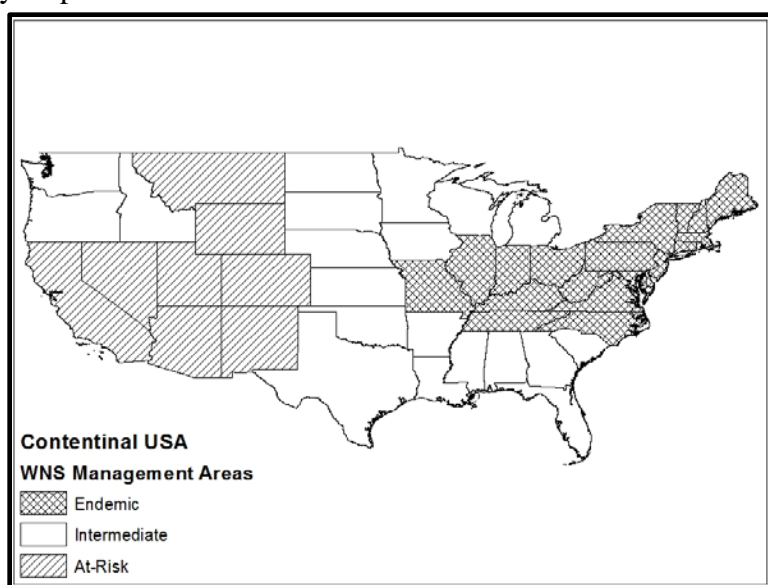 Contentinal USA
WNS Management Areas
Endemic
Intermediate
At-Risk